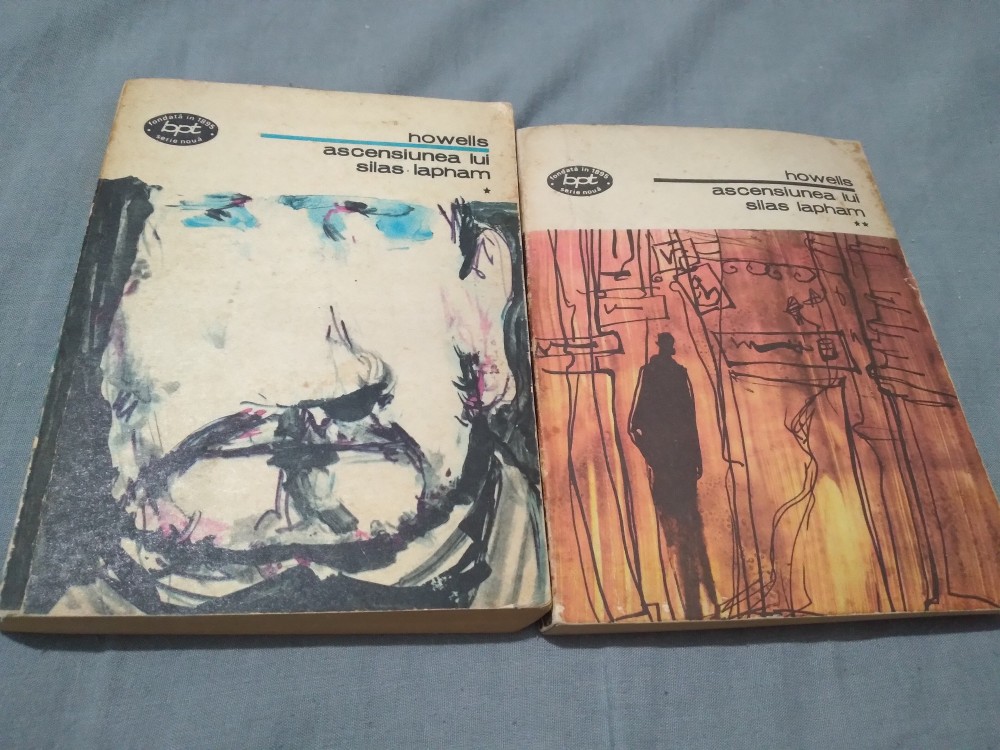 fondată în 1895
bpt
serie nouă
howells
ascensiunea lui
silas lapham
*
fondată în 1895
bpt
serie nouă
howells
ascensiunea lui
silas lapham
**